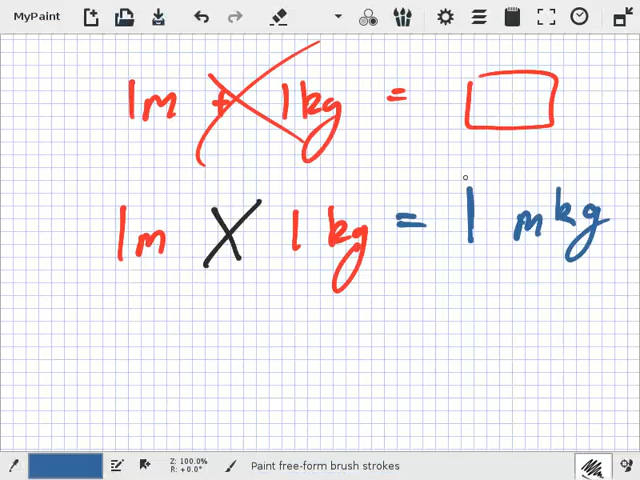 MyPaint
1m + 1kg =
1m X 1kg = 1 mkg
Z: 100.0%
R: +0.0°
Paint free-form brush strokes